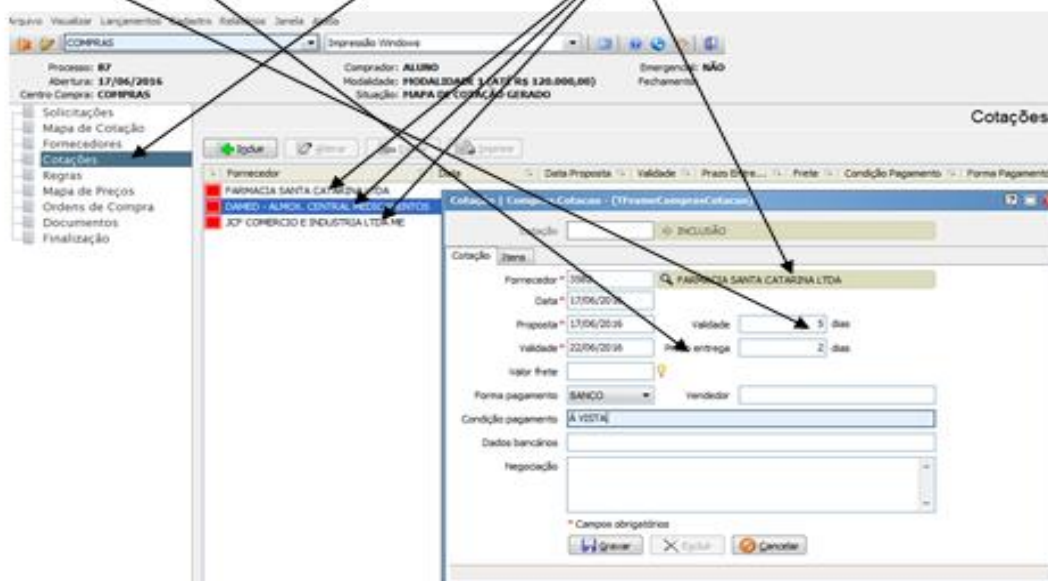 Arquivo Visualizar Lançamentos Cadastro Relatórios Janela Ajuda
COMPRAS Impressão Windows
Processo: 87 Comprador: ALUNO Emergencial: NÃO
Abertura: 17/06/2016 Modalidade: MODALIDADE 1 (ATÉ R$ 120.000,00) Fechamento:
Centro Compra: COMPRAS Situação: MAPA DE COTAÇÃO GERADO
Solicitações
Mapa de Cotação
Fornecedores
Cotações
Regras
Mapa de Preços
Ordens de Compra
Documentos
Finalização
Cotações
Incluir Alterar Imprimir
Fornecedor Data Data Proposta Validade Prazo Entre... Frete Condição Pagamento Forma Pagamento
FARMACIA SANTA CATARINA LTDA
DAMED - ALMOX. CENTRAL MEDICAMENTOS
JCF COMERCIO E INDUSTRIA LTDA ME
Cotação | Compras Cotacao - (TFrameComprasCotacao)
Cotação INCLUSÃO
Cotação Itens
Fornecedor * FARMACIA SANTA CATARINA LTDA
Data * 17/06/2016
Proposta * 17/06/2016 Validade 5 dias
Validade * 22/06/2016 Prazo entrega 2 dias
Valor frete
Forma pagamento BANCO Vendedor
Condição pagamento À VISTA
Dados bancários
Negociação
* Campos obrigatórios
Gravar Excluir Cancelar